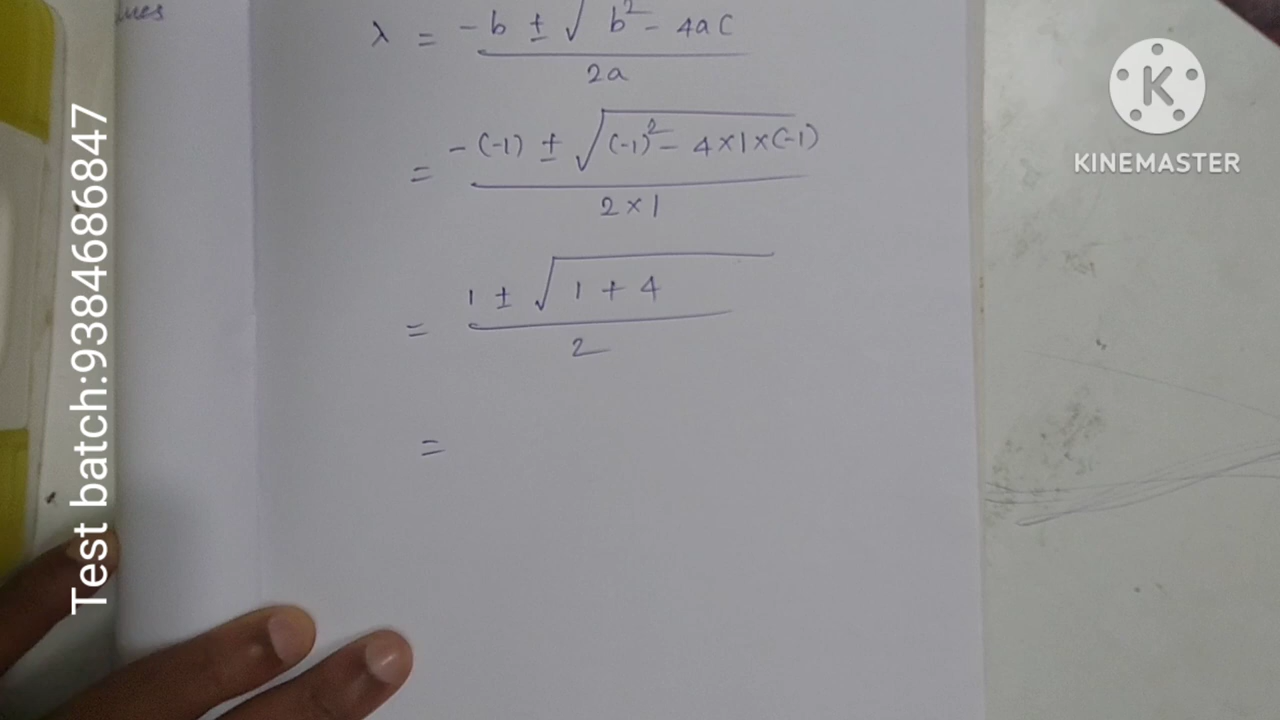 λ = -b ± √b² - 4ac / 2a
= -(-1) ± √(-1)² - 4×1×(-1) / 2×1
= 1 ± √1 + 4 / 2
=
Test batch:9384686847
K
KINEMASTER